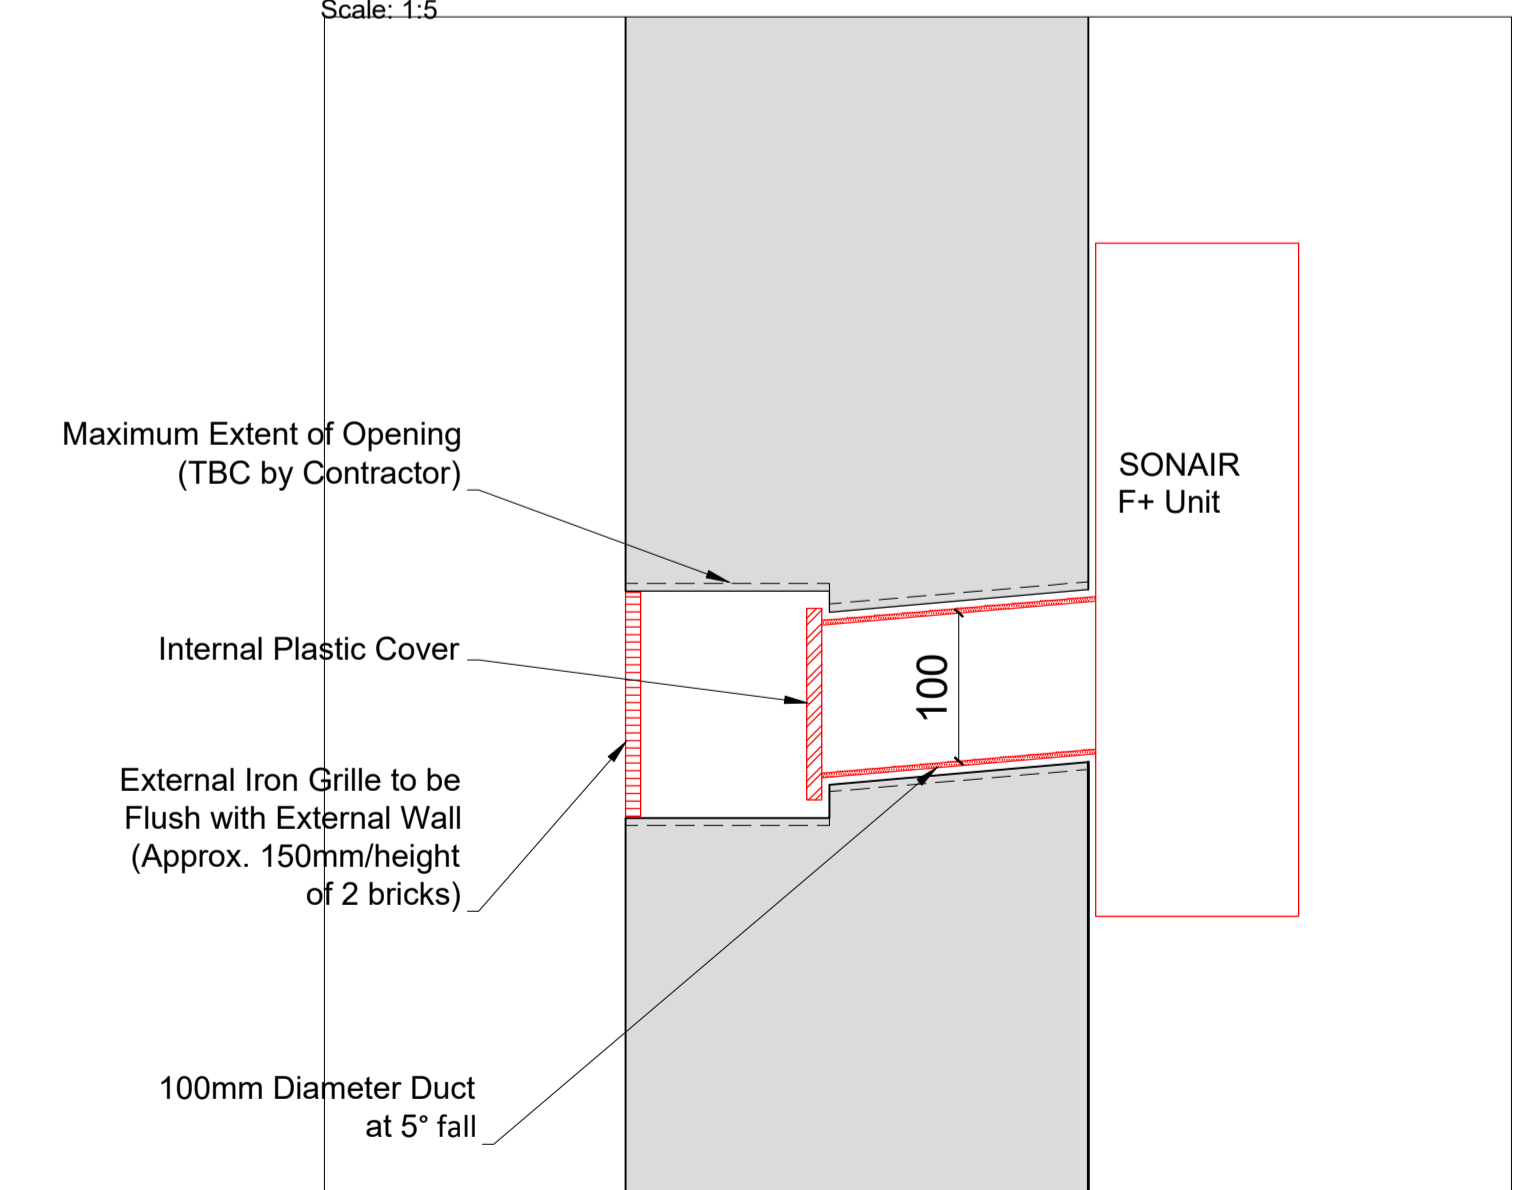 Scale: 1:5
Maximum Extent of Opening
(TBC by Contractor)
SONAIR
F+ Unit
Internal Plastic Cover
100
External Iron Grille to be
Flush with External Wall
(Approx. 150mm/height
of 2 bricks)
100mm Diameter Duct
at 5° fall